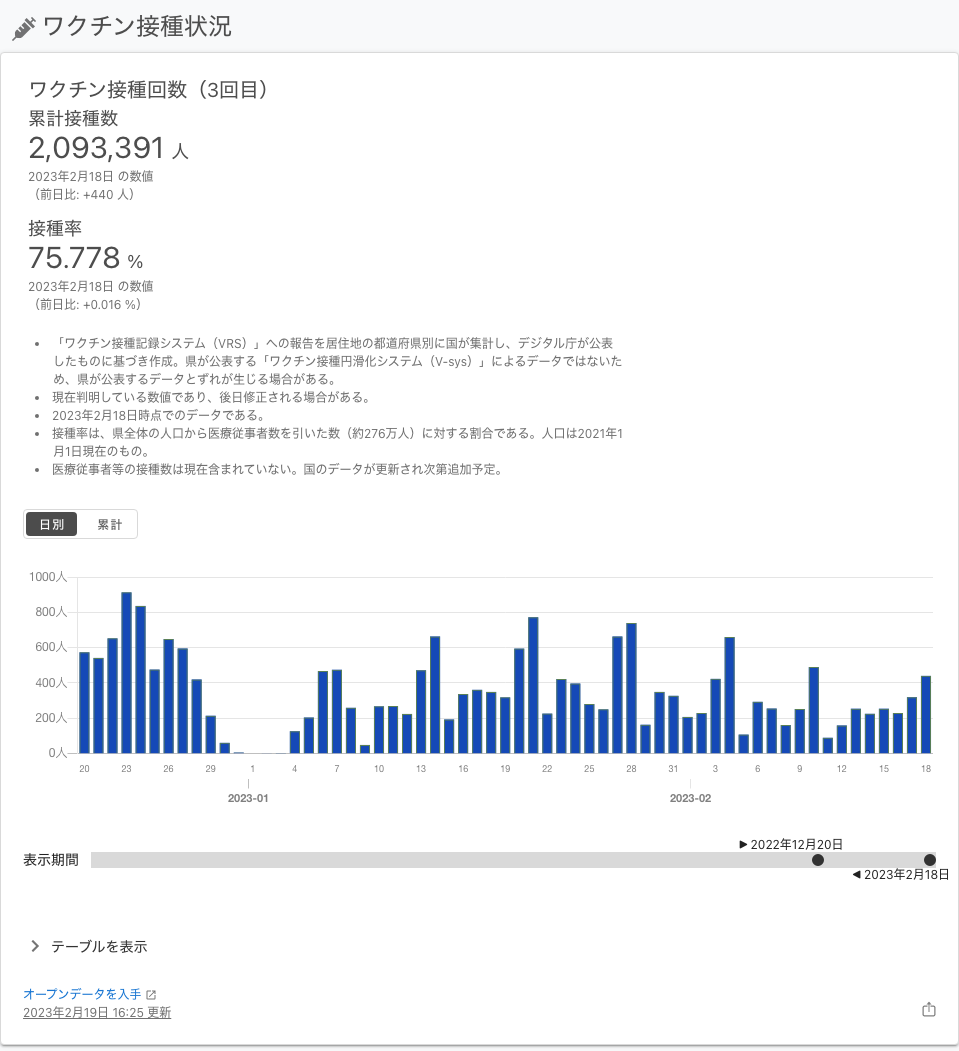 ワクチン接種状況
ワクチン接種回数（3回目）
累計接種数
2,093,391 人
2023年2月18日 の数値
（前日比: +440 人）
接種率
75.778 %
2023年2月18日 の数値
（前日比: +0.016 %）
• 「ワクチン接種記録システム（VRS）」への報告を居住地の都道府県別に国が集計し、デジタル庁が公表
したものに基づき作成。県が公表する「ワクチン接種円滑化システム（V-sys）」によるデータではないた
め、県が公表するデータとずれが生じる場合がある。
• 現在判明している数値であり、後日修正される場合がある。
• 2023年2月18日時点でのデータである。
• 接種率は、県全体の人口から医療従事者数を引いた数（約276万人）に対する割合である。人口は2021年1
月1日現在のもの。
• 医療従事者等の接種数は現在含まれていない。国のデータが更新され次第追加予定。
日別 累計
1000人
800人
600人
400人
200人
0人
20 23 26 29 1 4 7 10 13 16 19 22 25 28 31 3 6 9 12 15 18
2023-01 2023-02
▶ 2022年12月20日
表示期間
◀ 2023年2月18日
テーブルを表示
オープンデータを入手
2023年2月19日 16:25 更新